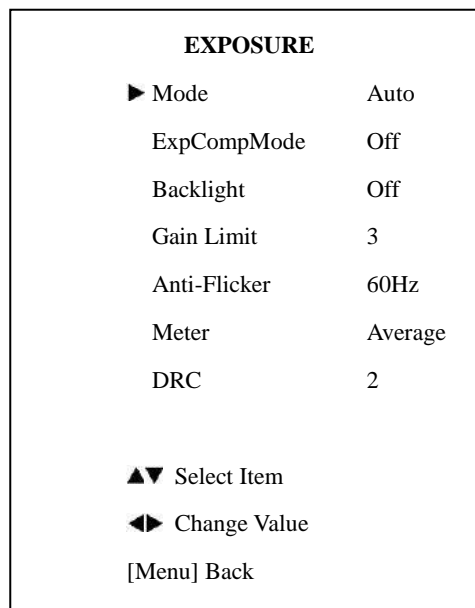 EXPOSURE
▶ Mode Auto
ExpCompMode Off
Backlight Off
Gain Limit 3
Anti-Flicker 60Hz
Meter Average
DRC 2
▲▼ Select Item
◀▶ Change Value
[Menu] Back